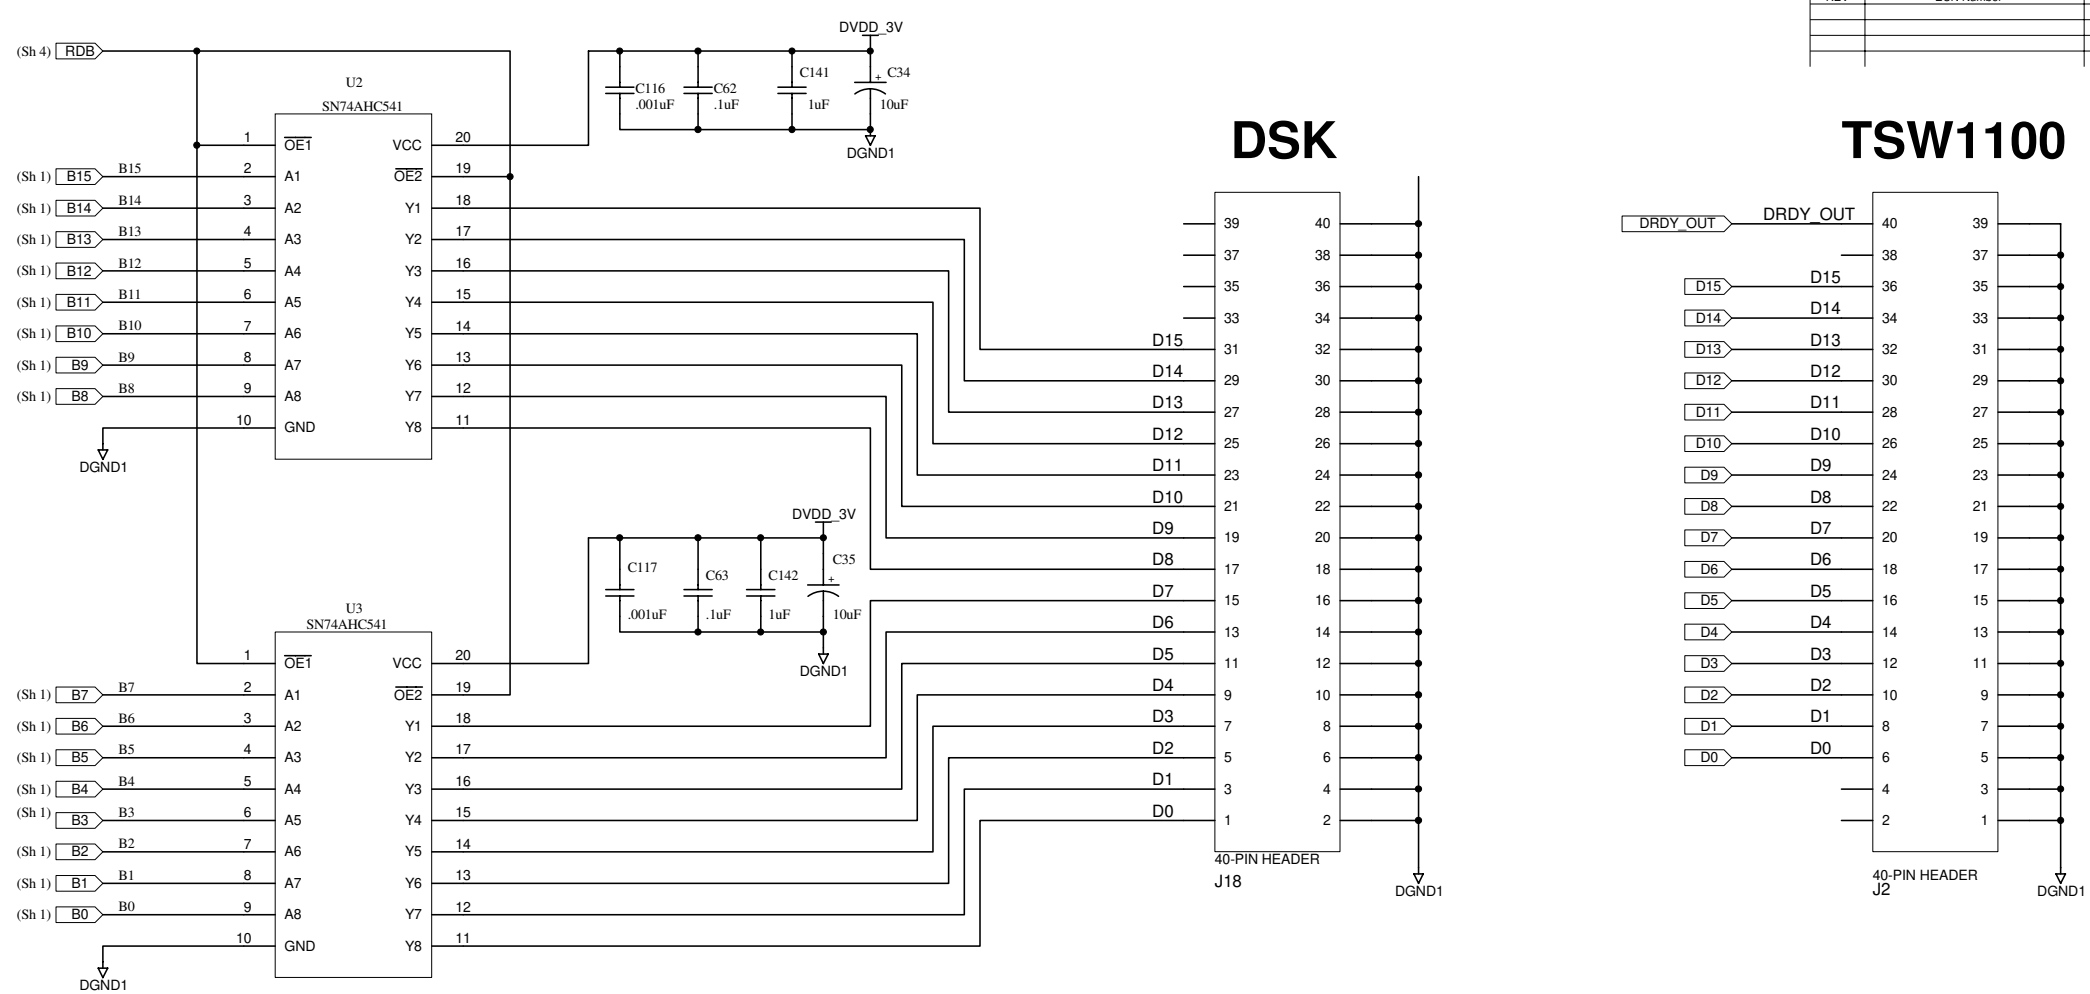 REV
ECN Number
(Sh 4) RDB
DVDD_3V
C116
.001uF
C62
.1uF
C141
1uF
+ C34
10uF
DGND1
U2
SN74AHC541
1 OE1 VCC 20
(Sh 1) B15 B15 2 A1 OE2 19
(Sh 1) B14 B14 3 A2 Y1 18
(Sh 1) B13 B13 4 A3 Y2 17
(Sh 1) B12 B12 5 A4 Y3 16
(Sh 1) B11 B11 6 A5 Y4 15
(Sh 1) B10 B10 7 A6 Y5 14
(Sh 1) B9 B9 8 A7 Y6 13
(Sh 1) B8 B8 9 A8 Y7 12
10 GND Y8 11
DGND1
DVDD_3V
C117
.001uF
C63
.1uF
C142
1uF
C35
+
10uF
DGND1
U3
SN74AHC541
1 OE1 VCC 20
(Sh 1) B7 B7 2 A1 OE2 19
(Sh 1) B6 B6 3 A2 Y1 18
(Sh 1) B5 B5 4 A3 Y2 17
(Sh 1) B4 B4 5 A4 Y3 16
(Sh 1) B3 B3 6 A5 Y4 15
(Sh 1) B2 B2 7 A6 Y5 14
(Sh 1) B1 B1 8 A7 Y6 13
(Sh 1) B0 B0 9 A8 Y7 12
10 GND Y8 11
DGND1
DSK
39 40
37 38
35 36
33 34
D15 31 32
D14 29 30
D13 27 28
D12 25 26
D11 23 24
D10 21 22
D9 19 20
D8 17 18
D7 15 16
D6 13 14
D5 11 12
D4 9 10
D3 7 8
D2 5 6
D1 3 4
D0 1 2
40-PIN HEADER
J18
DGND1
TSW1100
DRDY_OUT DRDY_OUT 40 39
38 37
D15 D15 36 35
D14 D14 34 33
D13 D13 32 31
D12 D12 30 29
D11 D11 28 27
D10 D10 26 25
D9 D9 24 23
D8 D8 22 21
D7 D7 20 19
D6 D6 18 17
D5 D5 16 15
D4 D4 14 13
D3 D3 12 11
D2 D2 10 9
D1 D1 8 7
D0 D0 6 5
4 3
2 1
40-PIN HEADER
J2
DGND1